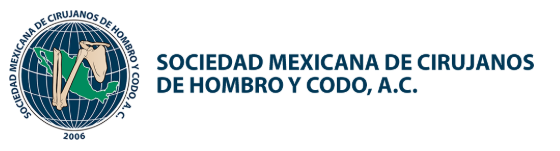 SOCIEDAD MEXICANA DE CIRUJANOS DE HOMBRO Y CODO, A.C.
2006
SOCIEDAD MEXICANA DE CIRUJANOS
DE HOMBRO Y CODO, A.C.